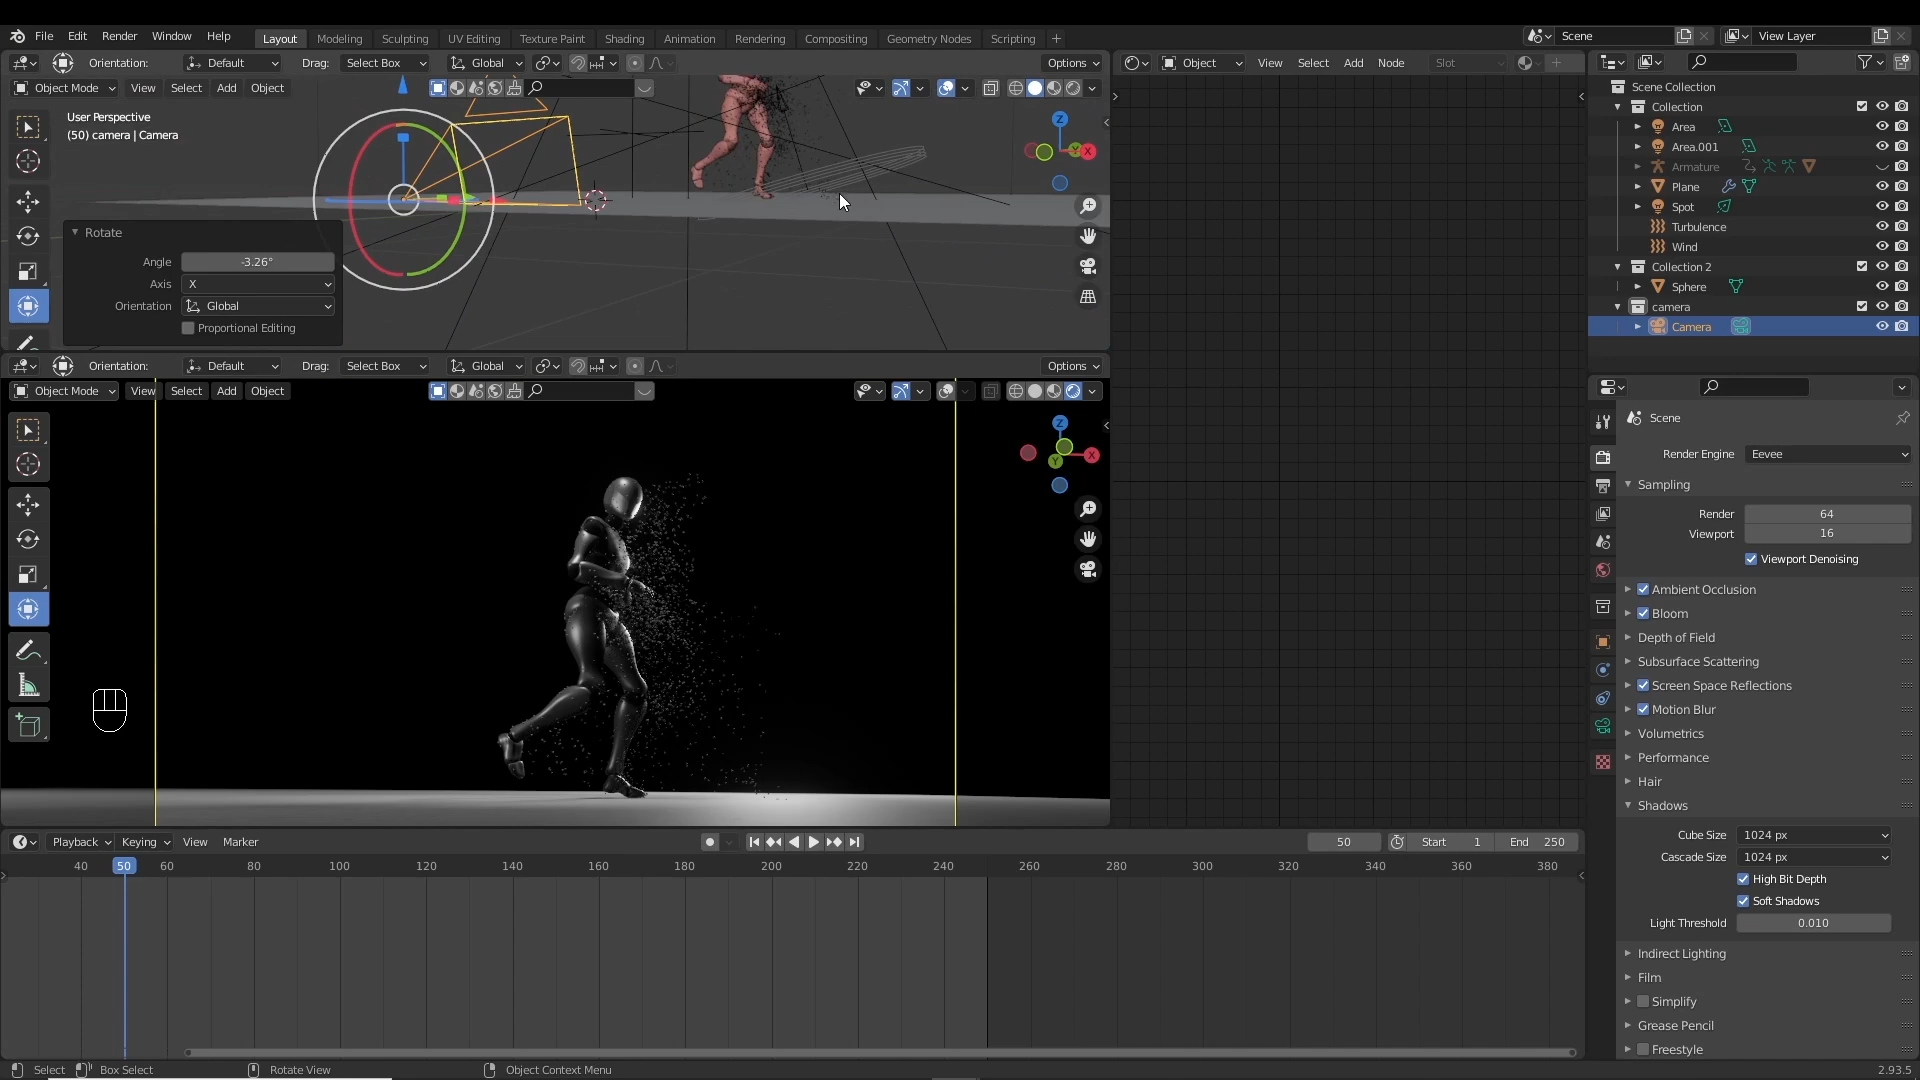 File Edit Render Window Help Layout Modeling Sculpting UV Editing Texture Paint Shading Animation Rendering Compositing Geometry Nodes Scripting + Scene View Layer
Orientation: Default Drag: Select Box Global Options
Object Mode View Select Add Object
User Perspective
(50) camera | Camera
Z
Y
X
Rotate
Angle -3.26°
Axis X
Orientation Global
Proportional Editing
Orientation: Default Drag: Select Box Global Options
Object Mode View Select Add Object
Z
X
Y
Object View Select Add Node Slot
Scene Collection
Collection
Area
Area.001
Armature
Plane
Spot
Turbulence
Wind
Collection 2
Sphere
camera
Camera
Scene
Render Engine Eevee
Sampling
Render 64
Viewport 16
Viewport Denoising
Ambient Occlusion
Bloom
Depth of Field
Subsurface Scattering
Screen Space Reflections
Motion Blur
Volumetrics
Performance
Hair
Shadows
Cube Size 1024 px
Cascade Size 1024 px
High Bit Depth
Soft Shadows
Light Threshold 0.010
Indirect Lighting
Film
Simplify
Grease Pencil
Freestyle
Playback Keying View Marker 50 Start 1 End 250
40 50 60 80 100 120 140 160 180 200 220 240 260 280 300 320 340 360 380
Select Box Select Rotate View Object Context Menu 2.93.5